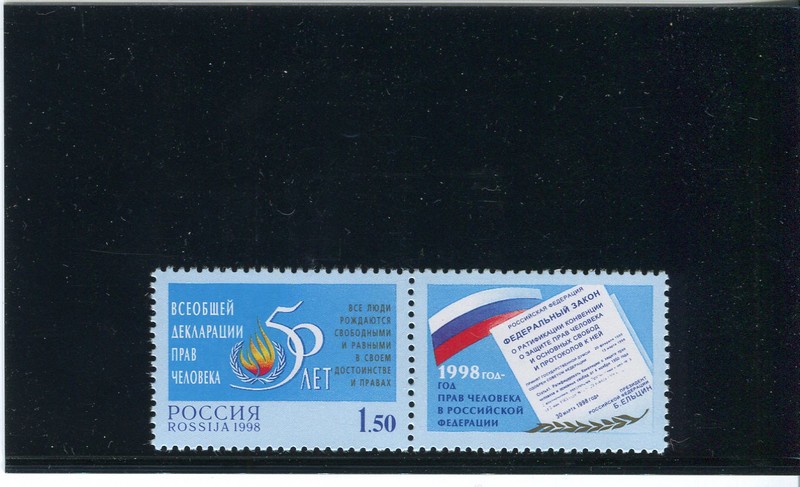 ВСЕОБЩЕЙ
ДЕКЛАРАЦИИ
ПРАВ
ЧЕЛОВЕКА
50
ЛЕТ
ВСЕ ЛЮДИ
РОЖДАЮТСЯ
СВОБОДНЫМИ
И РАВНЫМИ
В СВОЕМ
ДОСТОИНСТВЕ
И ПРАВАХ
РОССИЯ
ROSSIJA 1998
1.50
РОССИЙСКАЯ ФЕДЕРАЦИЯ
ФЕДЕРАЛЬНЫЙ ЗАКОН
О РАТИФИКАЦИИ КОНВЕНЦИИ
О ЗАЩИТЕ ПРАВ ЧЕЛОВЕКА
И ОСНОВНЫХ СВОБОД
И ПРОТОКОЛОВ К НЕЙ
30 МАРТА 1998 ГОДА
ПРЕЗИДЕНТ
РОССИЙСКОЙ ФЕДЕРАЦИИ
Б. ЕЛЬЦИН
1998 ГОД-
ГОД
ПРАВ ЧЕЛОВЕКА
В РОССИЙСКОЙ
ФЕДЕРАЦИИ